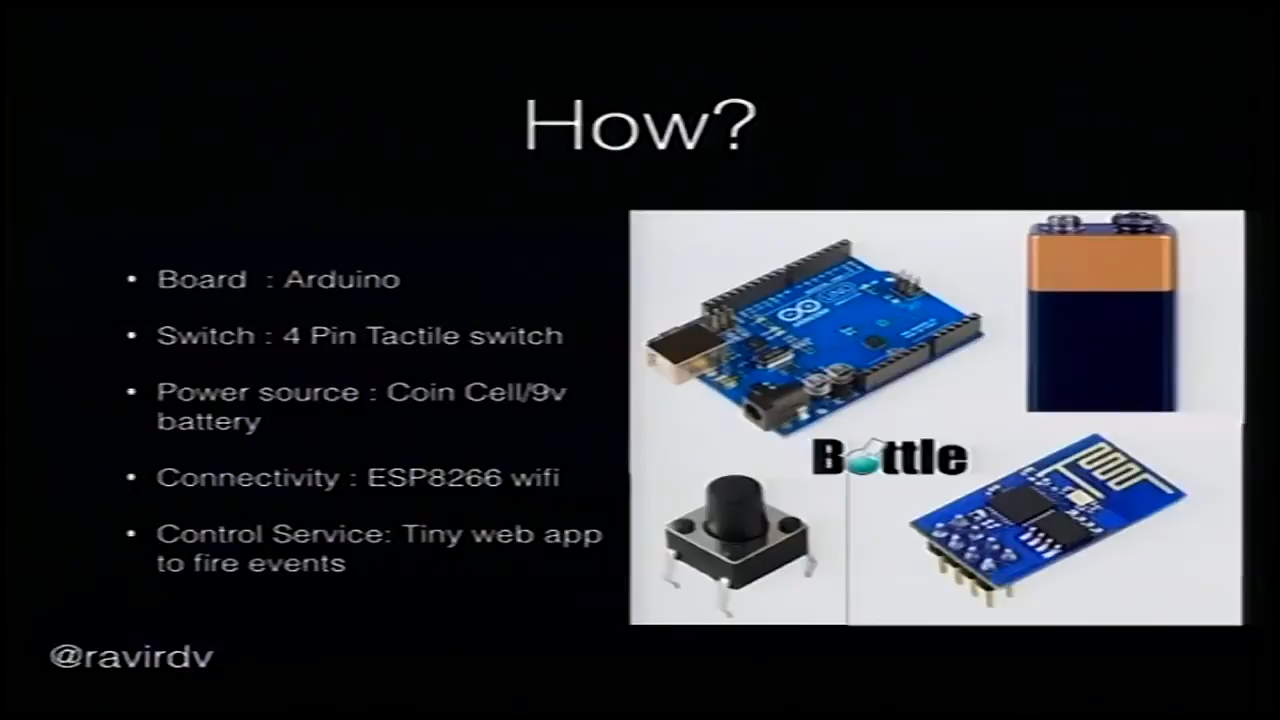 How?
• Board : Arduino
• Switch : 4 Pin Tactile switch
• Power source : Coin Cell/9v
battery
• Connectivity : ESP8266 wifi
• Control Service: Tiny web app
to fire events
UNO
Bottle
@ravirdv